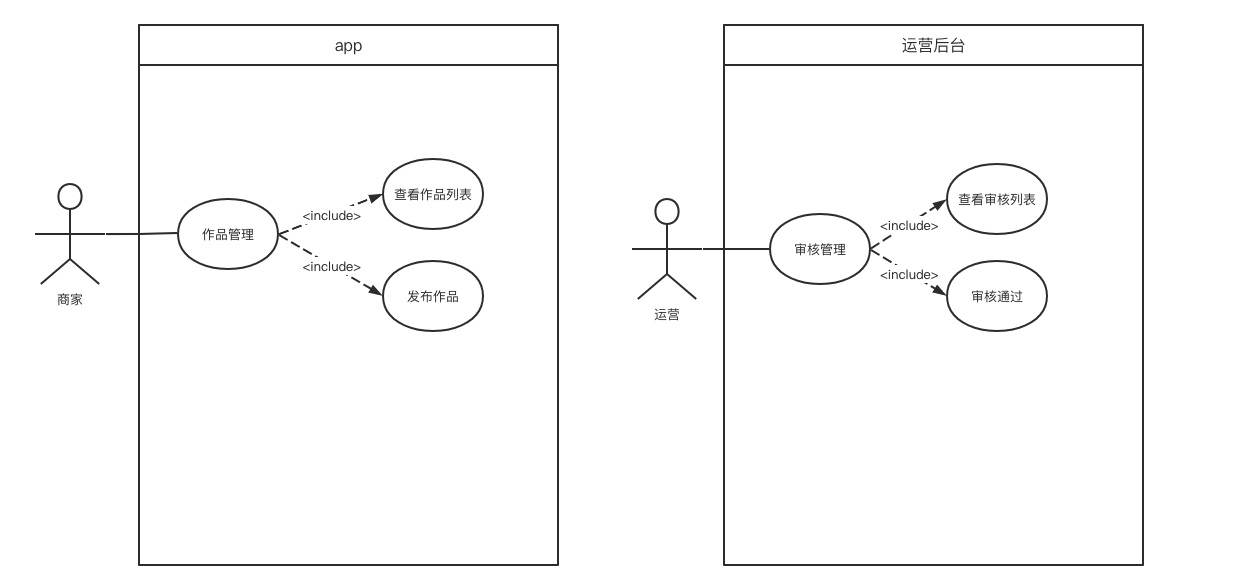 app
作品管理
<include>
查看作品列表
<include>
发布作品
商家
运营后台
审核管理
<include>
查看审核列表
<include>
审核通过
运营